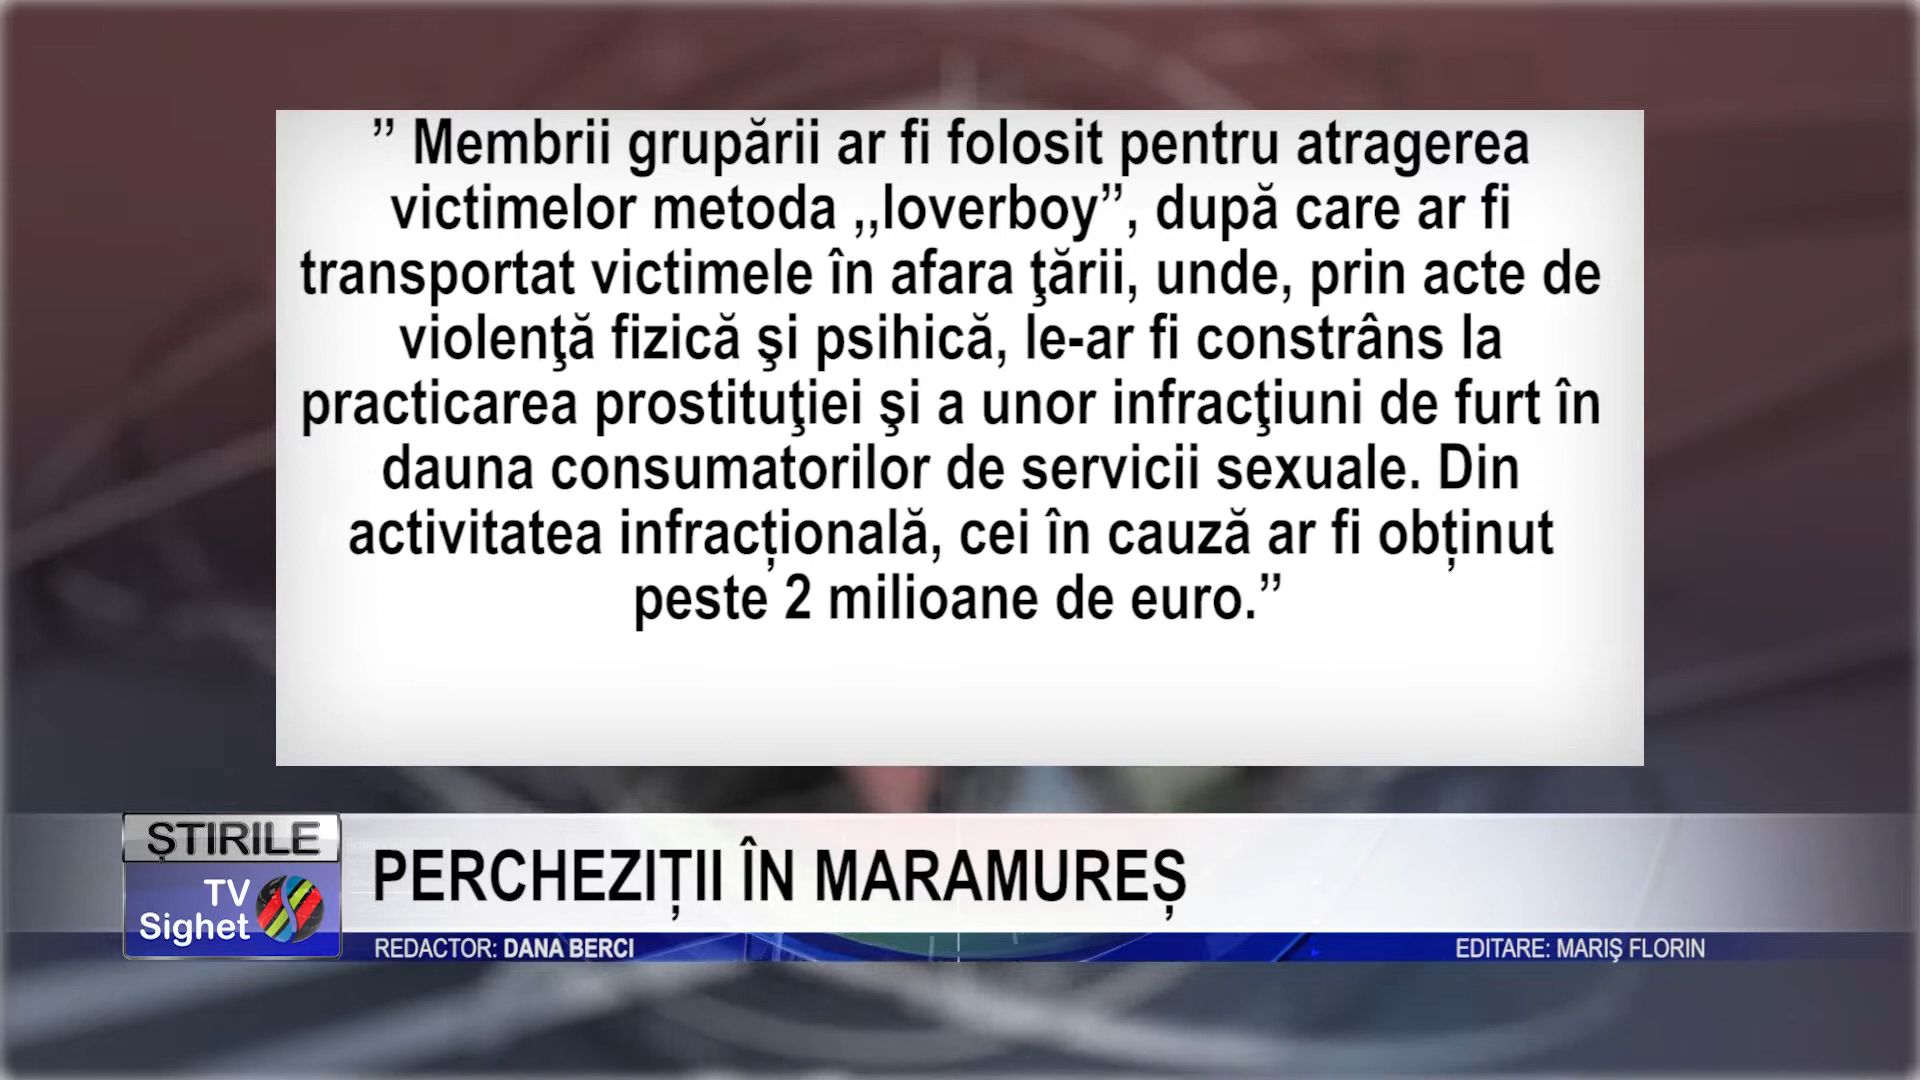 ” Membrii grupării ar fi folosit pentru atragerea
victimelor metoda ,,loverboy”, după care ar fi
transportat victimele în afara ţării, unde, prin acte de
violenţă fizică şi psihică, le-ar fi constrâns la
practicarea prostituţiei şi a unor infracţiuni de furt în
dauna consumatorilor de servicii sexuale. Din
activitatea infracțională, cei în cauză ar fi obținut
peste 2 milioane de euro.”
ȘTIRILE
TV
Sighet
PERCHEZIȚII ÎN MARAMUREȘ
REDACTOR: DANA BERCI
EDITARE: MARIŞ FLORIN